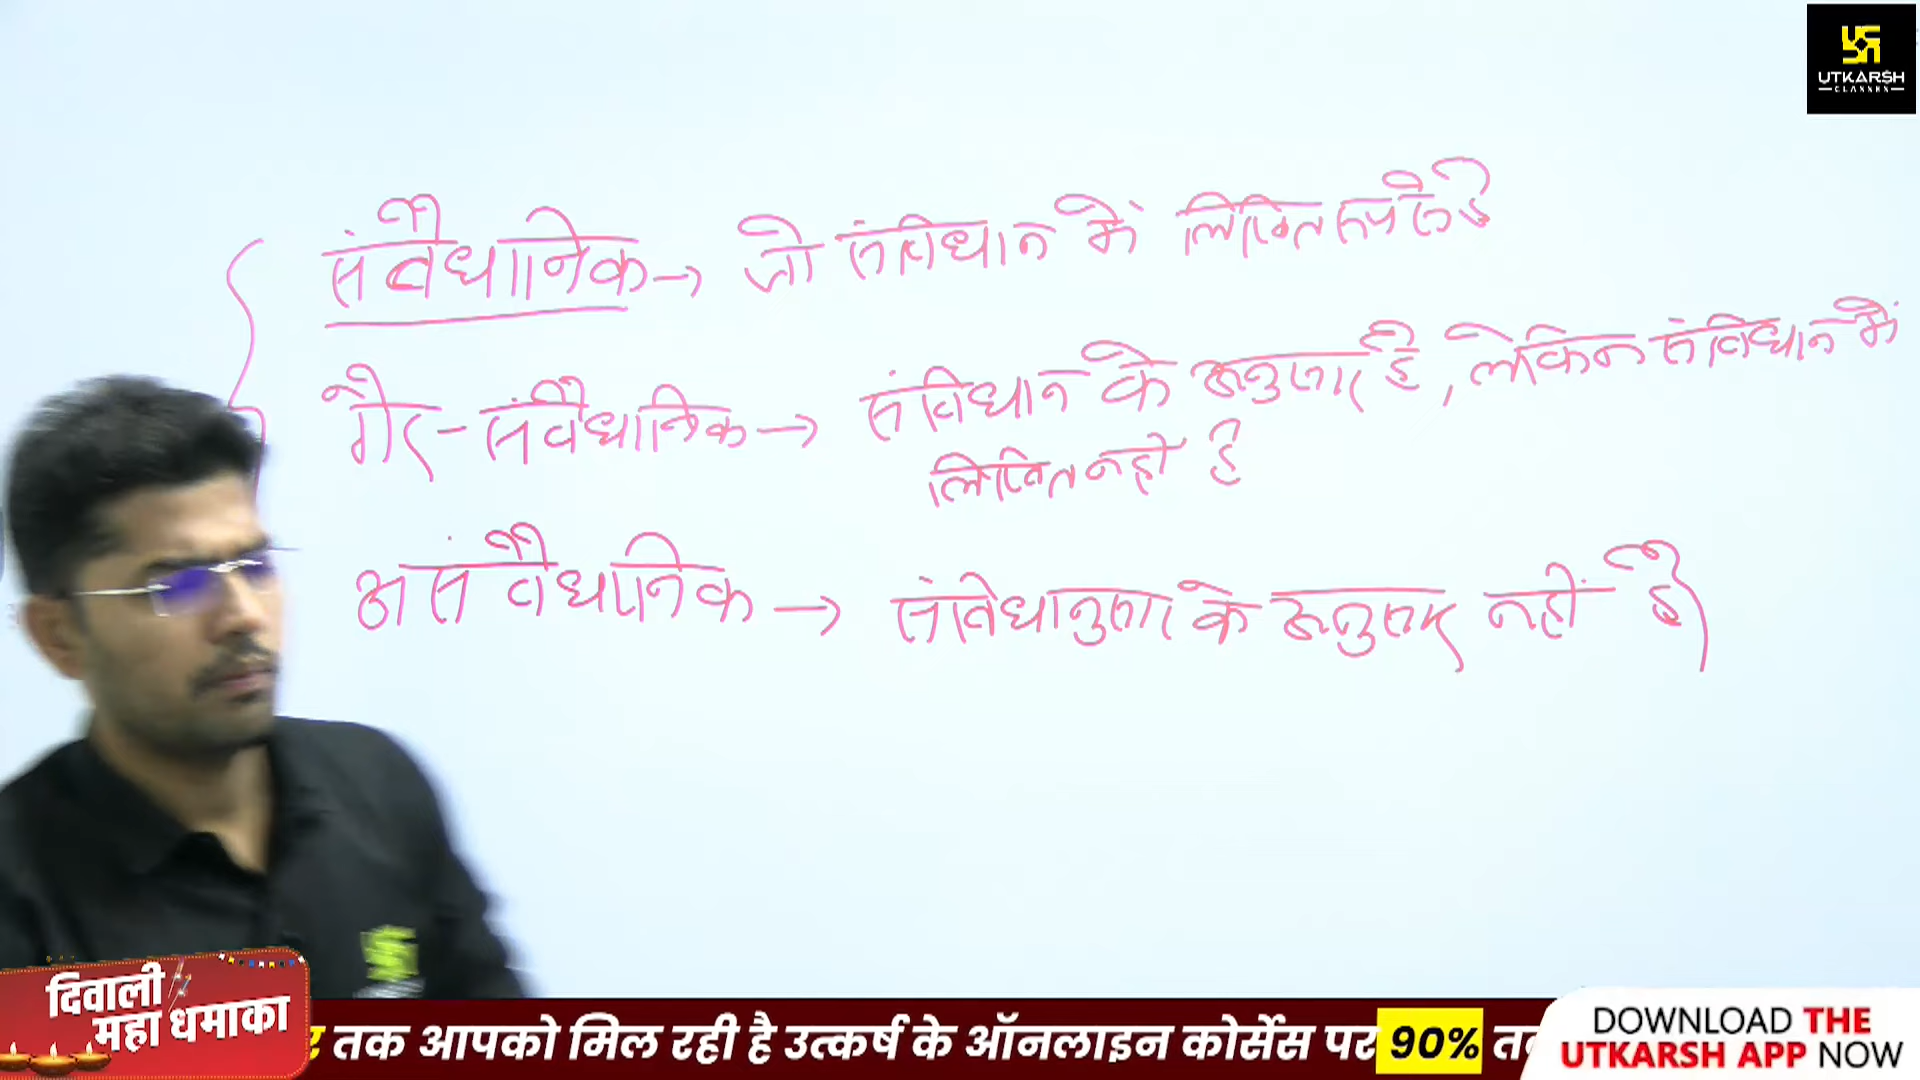 UTKARSH
CLASSES
संवैधानिक → जो संविधान में लिखित रूप से है
गैर-संवैधानिक → संविधान के अनुसार है, लेकिन संविधान में
लिखित नहीं है
असंवैधानिक → संविधानुसार के अनुसार नहीं है
दिवाली
महा धमाका
तक आपको मिल रही है उत्कर्ष के ऑनलाइन कोर्सेस पर 90%
DOWNLOAD THE
UTKARSH APP NOW